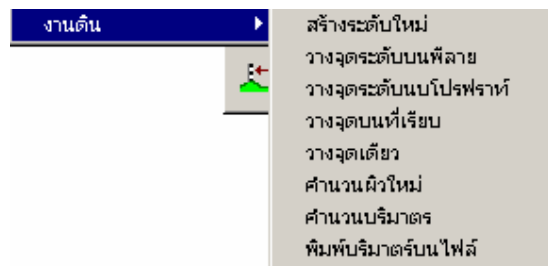 งานดิน
สร้างระดับใหม่
วางจุดระดับบนพีลาย
วางจุดระดับนบโปรฟราห์
วางจุดบนที่เรียบ
วางจุดเดียว
คำนวนผิวใหม่
คำนวนบริมาตร
พิมพ์บริมาตร์บนไฟล์